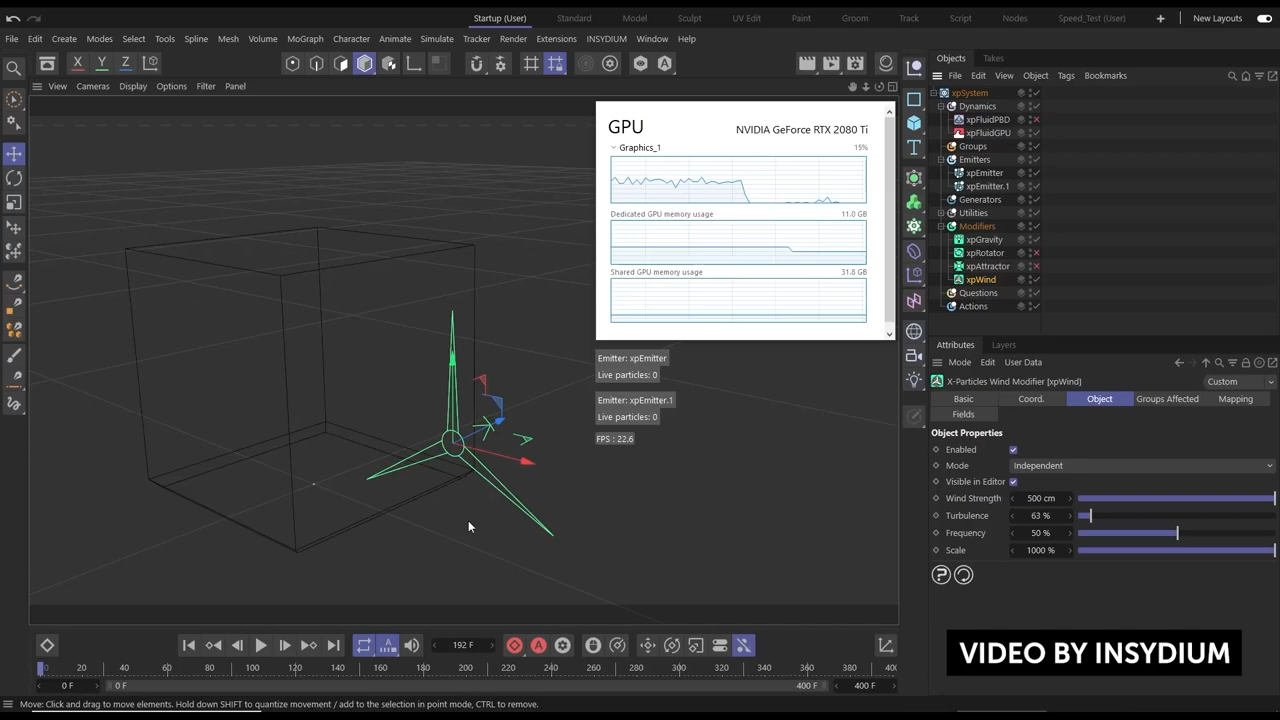 Startup (User) Standard Model Sculpt UV Edit Paint Groom Track Script Nodes Speed_Test (User) New Layouts
File Edit Create Modes Select Tools Spline Mesh Volume MoGraph Character Animate Simulate Tracker Render Extensions INSYDIUM Window Help
X Y Z
View Cameras Display Options Filter Panel
GPU NVIDIA GeForce RTX 2080 Ti
Graphics_1 15%
Dedicated GPU memory usage 11.0 GB
Shared GPU memory usage 31.8 GB
Emitter: xpEmitter
Live particles: 0
Emitter: xpEmitter.1
Live particles: 0
FPS : 22.6
192 F
0 20 40 60 80 100 120 140 160 180 200 220 240 260 280 300 320 340 360 380 40
0 F 0 F 400 F 400 F
Move: Click and drag to move elements. Hold down SHIFT to quantize movement / add to the selection in point mode, CTRL to remove.
Objects Takes
File Edit View Object Tags Bookmarks
xpSystem
Dynamics
xpFluidPBD
xpFluidGPU
Groups
Emitters
xpEmitter
xpEmitter.1
Generators
Utilities
Modifiers
xpGravity
xpRotator
xpAttractor
xpWind
Questions
Actions
Attributes Layers
Mode Edit User Data
X-Particles Wind Modifier [xpWind] Custom
Basic Coord. Object Groups Affected Mapping
Fields
Object Properties
Enabled
Mode Independent
Visible in Editor
Wind Strength 500 cm
Turbulence 63 %
Frequency 50 %
Scale 1000 %
VIDEO BY INSYDIUM